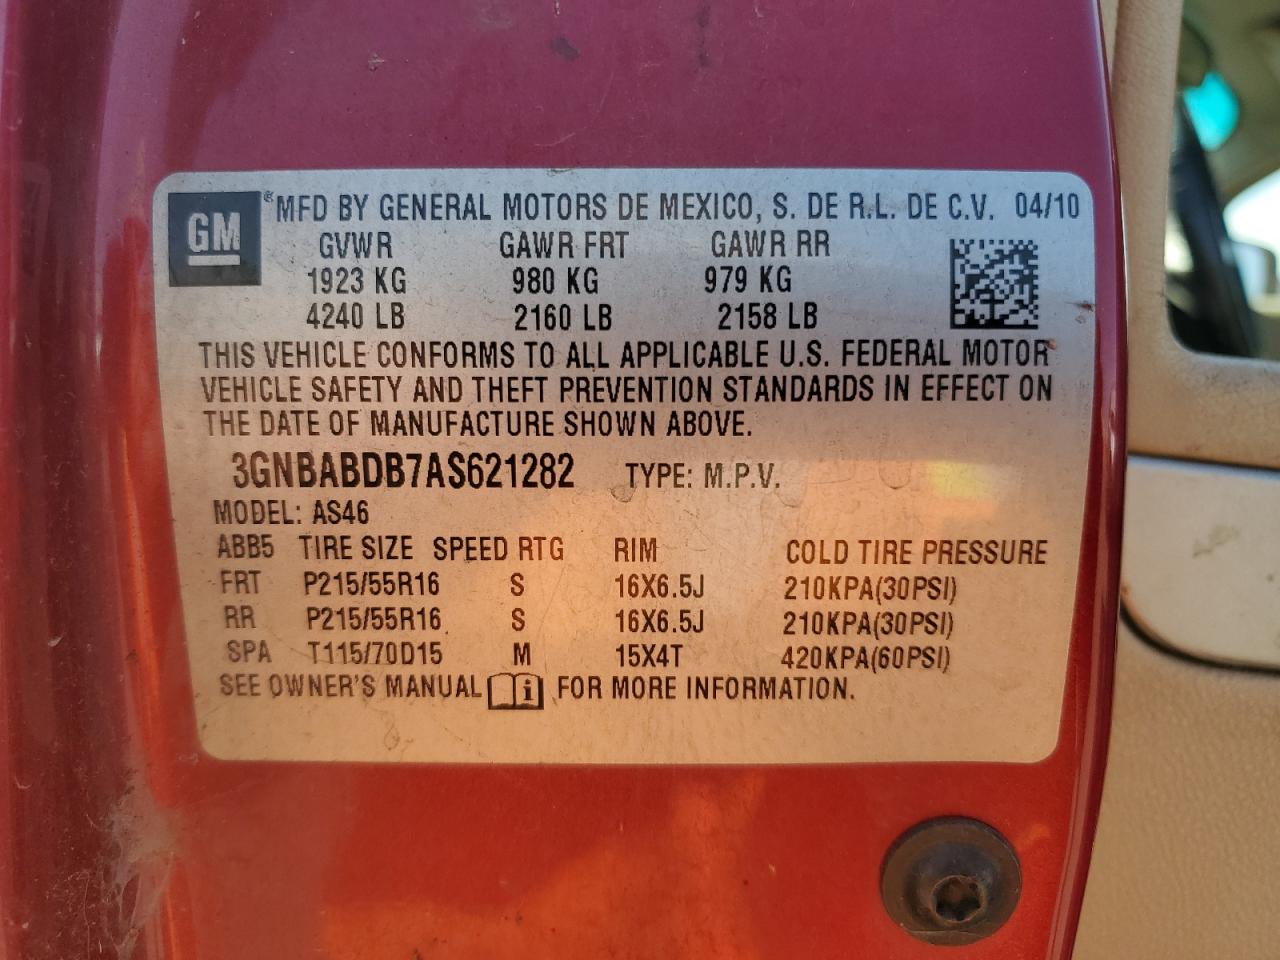 GM ® MFD BY GENERAL MOTORS DE MEXICO, S. DE R.L. DE C.V. 04/10
GVWR GAWR FRT GAWR RR
1923 KG 980 KG 979 KG
4240 LB 2160 LB 2158 LB
THIS VEHICLE CONFORMS TO ALL APPLICABLE U.S. FEDERAL MOTOR
VEHICLE SAFETY AND THEFT PREVENTION STANDARDS IN EFFECT ON
THE DATE OF MANUFACTURE SHOWN ABOVE.
3GNBABDB7AS621282 TYPE: M.P.V.
MODEL: AS46
ABB5 TIRE SIZE SPEED RTG RIM COLD TIRE PRESSURE
FRT P215/55R16 S 16X6.5J 210KPA(30PSI)
RR P215/55R16 S 16X6.5J 210KPA(30PSI)
SPA T115/70D15 M 15X4T 420KPA(60PSI)
SEE OWNER'S MANUAL i FOR MORE INFORMATION.